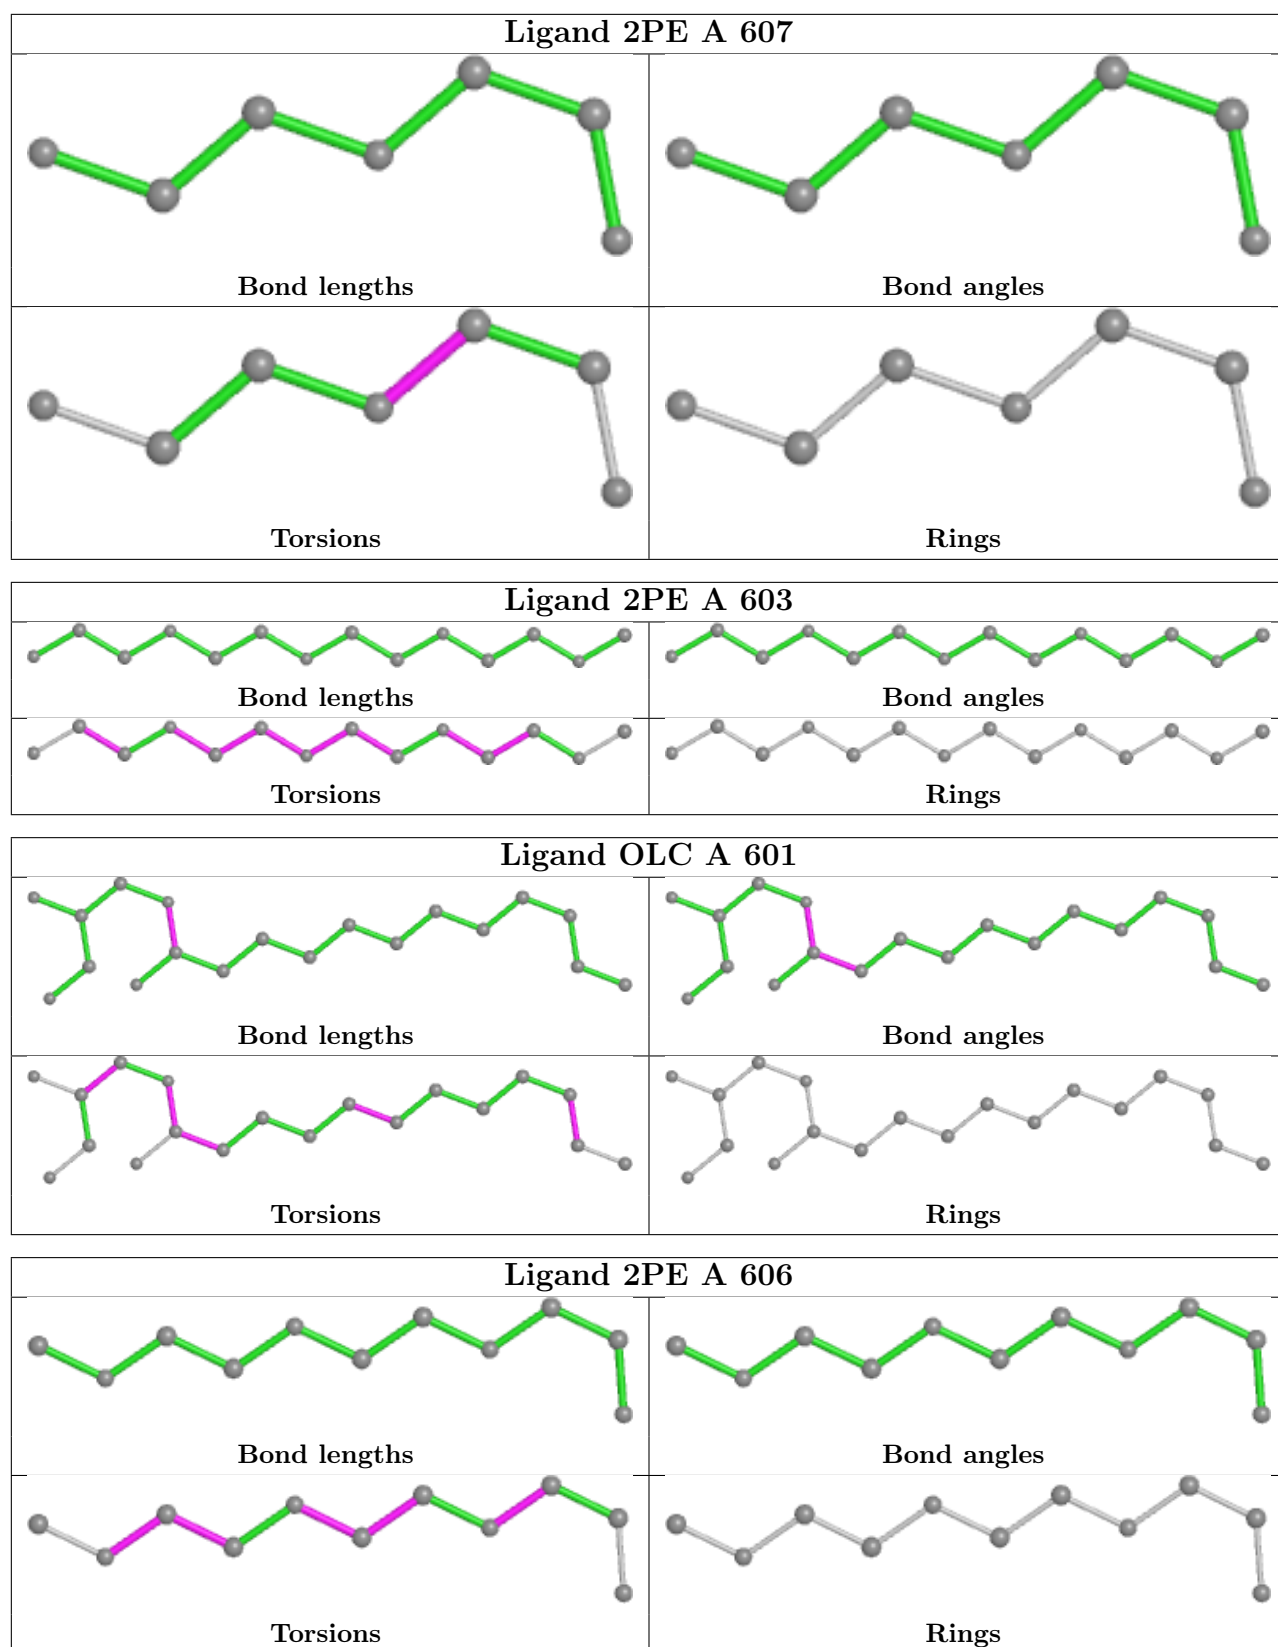 Ligand 2PE A 607
Bond lengths
Bond angles
Torsions
Rings
Ligand 2PE A 603
Bond lengths
Bond angles
Torsions
Rings
Ligand OLC A 601
Bond lengths
Bond angles
Torsions
Rings
Ligand 2PE A 606
Bond lengths
Bond angles
Torsions
Rings